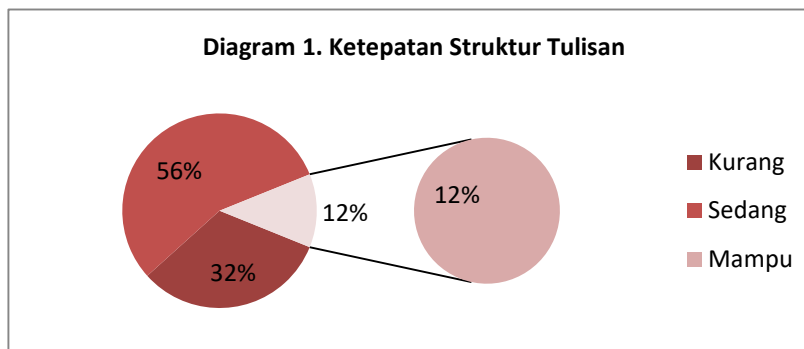 Diagram 1. Ketepatan Struktur Tulisan
56%
12%
32%
12%
Kurang
Sedang
Mampu